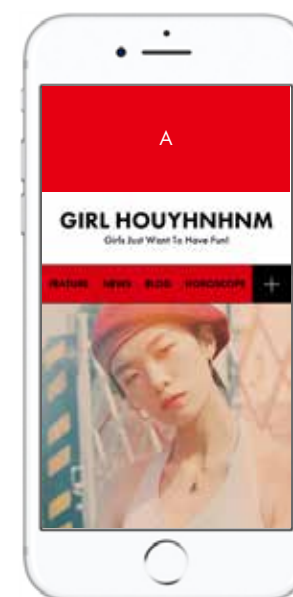 A
GIRL HOUYHNHNM
Girls Just Want To Have Fun!
FEATURE NEWS BLOG HOROSCOPE +